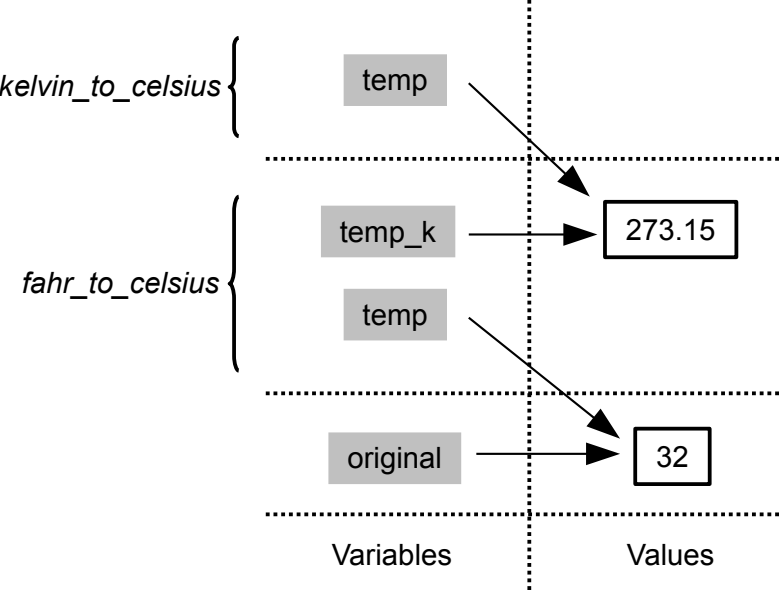 kelvin_to_celsius
temp
temp_k
273.15
fahr_to_celsius
temp
original
32
Variables
Values